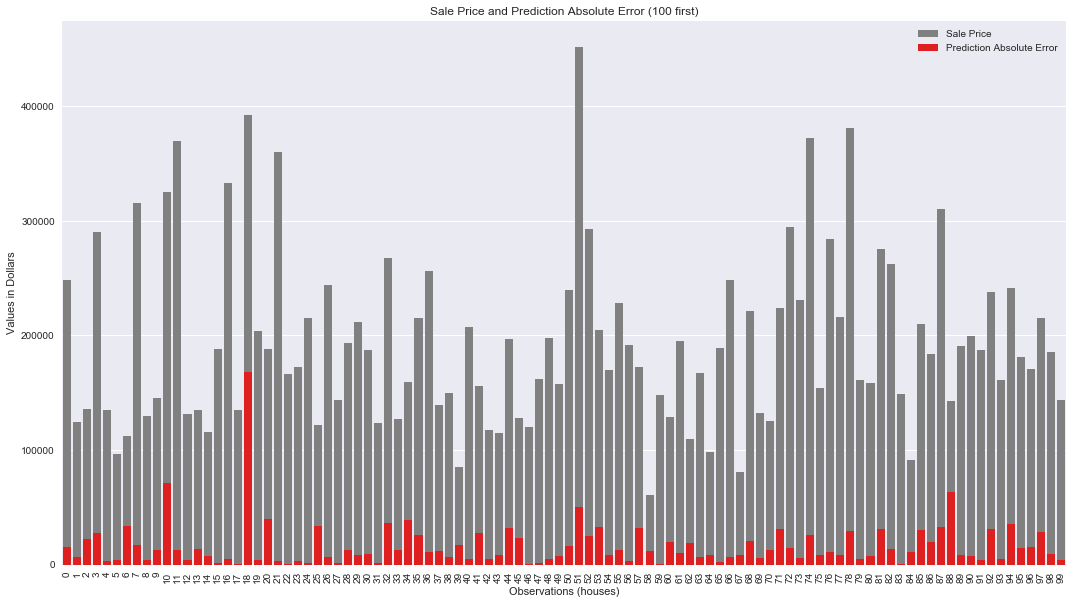 Sale Price and Prediction Absolute Error (100 first)
Sale Price
Prediction Absolute Error
Values in Dollars
400000
300000
200000
100000
0
0 1 2 3 4 5 6 7 8 9 10 11 12 13 14 15 16 17 18 19 20 21 22 23 24 25 26 27 28 29 30 31 32 33 34 35 36 37 38 39 40 41 42 43 44 45 46 47 48 49 50 51 52 53 54 55 56 57 58 59 60 61 62 63 64 65 66 67 68 69 70 71 72 73 74 75 76 77 78 79 80 81 82 83 84 85 86 87 88 89 90 91 92 93 94 95 96 97 98 99
Observations (houses)